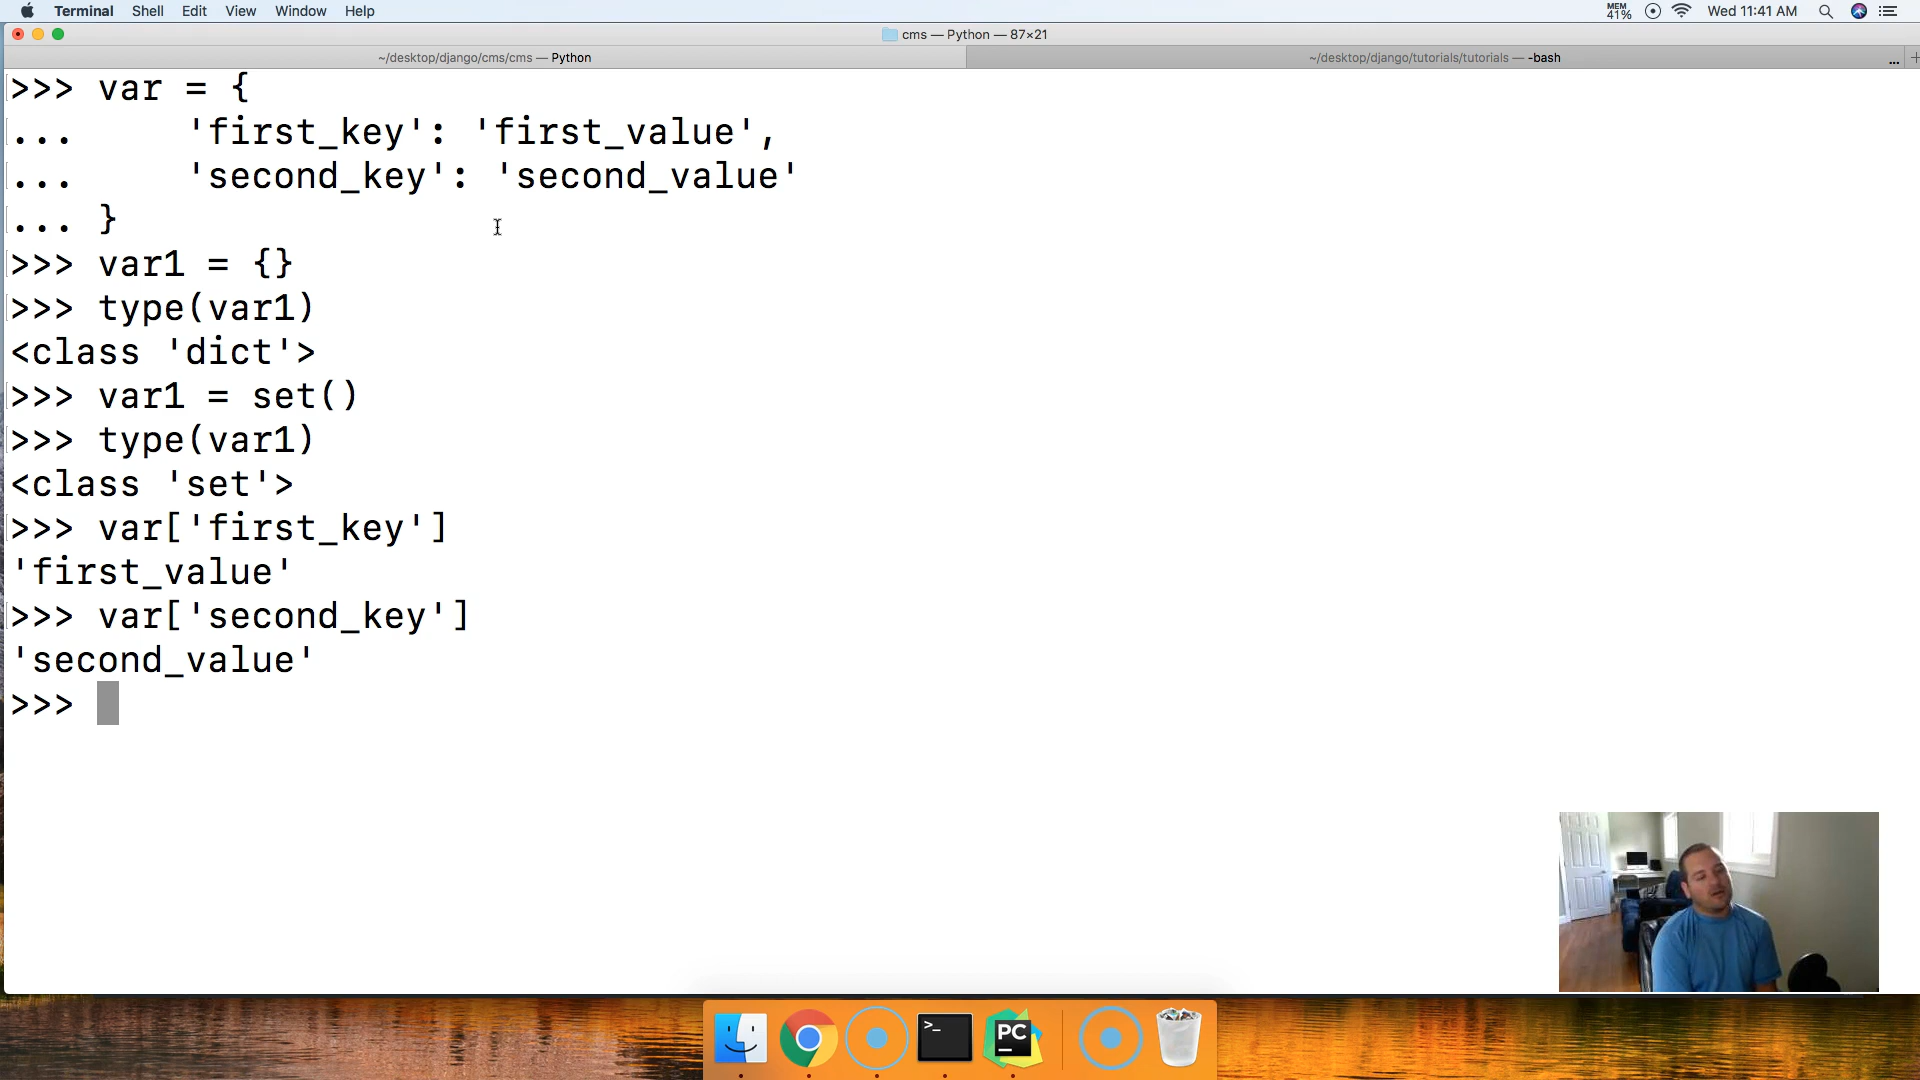 Terminal Shell Edit View Window Help MEM 41% Wed 11:41 AM
cms — Python — 87×21
~/desktop/django/cms/cms — Python ~/desktop/django/tutorials/tutorials — -bash ... +
>>> var = {
...     'first_key': 'first_value',
...     'second_key': 'second_value'
... }
>>> var1 = {}
>>> type(var1)
<class 'dict'>
>>> var1 = set()
>>> type(var1)
<class 'set'>
>>> var['first_key']
'first_value'
>>> var['second_key']
'second_value'
>>>
>_ PC